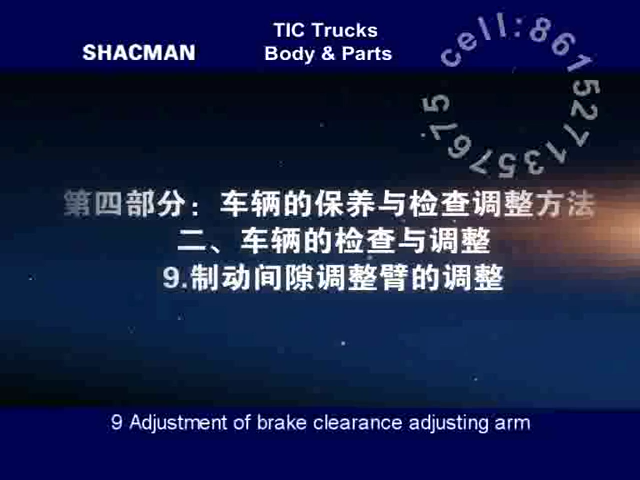 TIC Trucks
SHACMAN
Body & Parts
cell:8615271357675
第四部分：车辆的保养与检查调整方法
二、车辆的检查与调整
9.制动间隙调整臂的调整
9 Adjustment of brake clearance adjusting arm